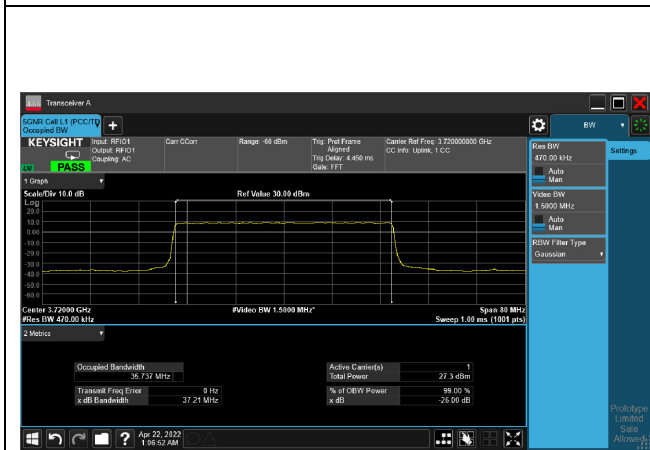 Transceiver A
5GNR Cell L1 (PCC/TD
Occupied BW
BW
KEYSIGHT
Input: RFIO1
Output: RFIO1
Coupling: AC
Corr CCorr
Range: -60 dBm
Trig: Pret Frame
Aligned
Trig Delay: 4.450 ms
Gate: FFT
Carrier Ref Freq: 3.720000000 GHz
CC Info: Uplink, 1 CC
PASS
Res BW
470.00 kHz
Auto
Man
Settings
Video BW
1.5000 MHz
Auto
Man
RBW Filter Type
Gaussian
1 Graph
Scale/Div 10.0 dB
Ref Value 30.00 dBm
Log
20.0
10.0
0.00
-10.0
-20.0
-30.0
-40.0
-50.0
-60.0
Center 3.72000 GHz
#Video BW 1.5000 MHz*
Span 80 MHz
#Res BW 470.00 kHz
Sweep 1.00 ms (1001 pts)
2 Metrics
Occupied Bandwidth
35.737 MHz
Active Carrier(s) 1
Total Power 27.3 dBm
Transmit Freq Error 0 Hz
x dB Bandwidth 37.21 MHz
% of OBW Power 99.00 %
x dB -26.00 dB
Prototype
Limited
Sale
Allowed
Apr 22, 2022
1:06:52 AM